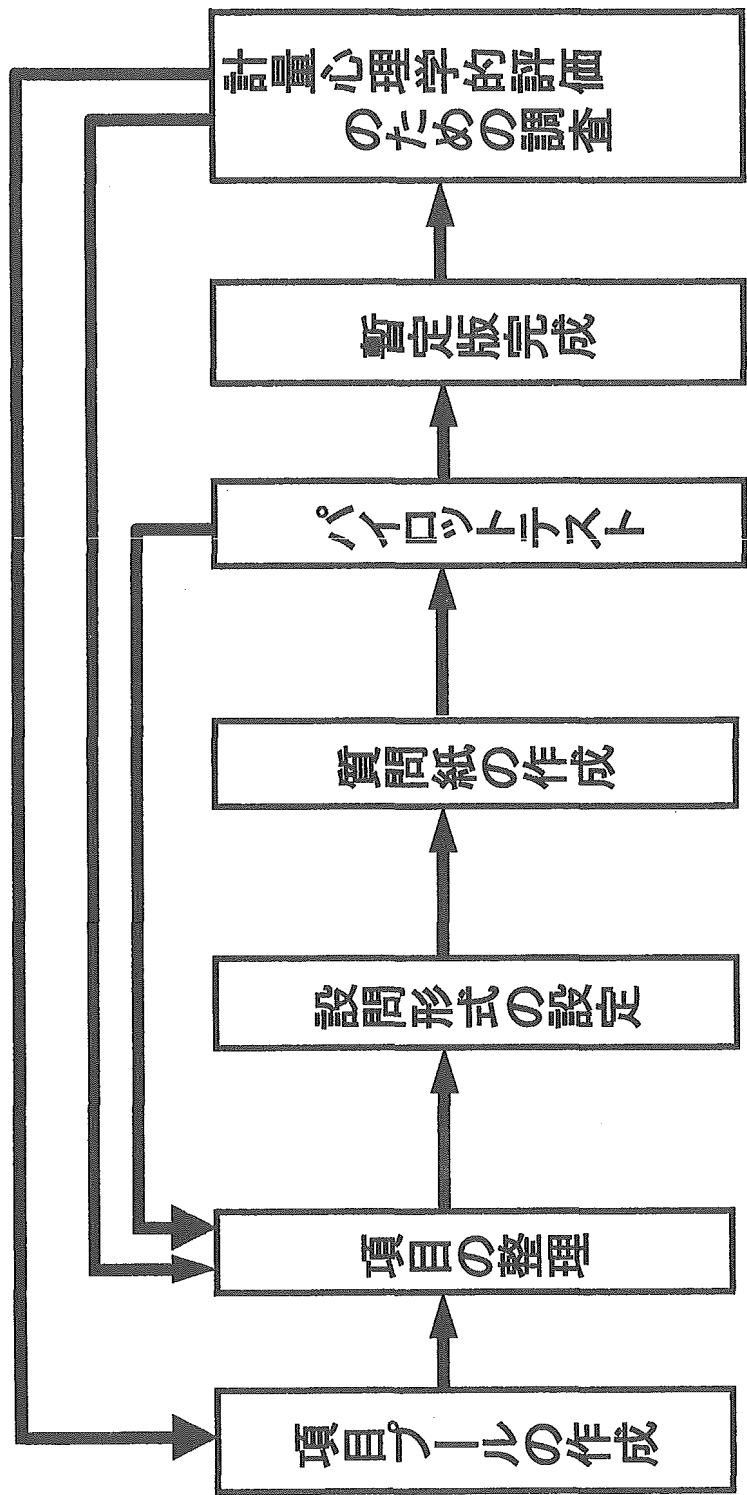 項目プールの作成
項目の整理
設問形式の設定
質問紙の作成
パイロットテスト
暫定版完成
計量心理学的評価
のための調査